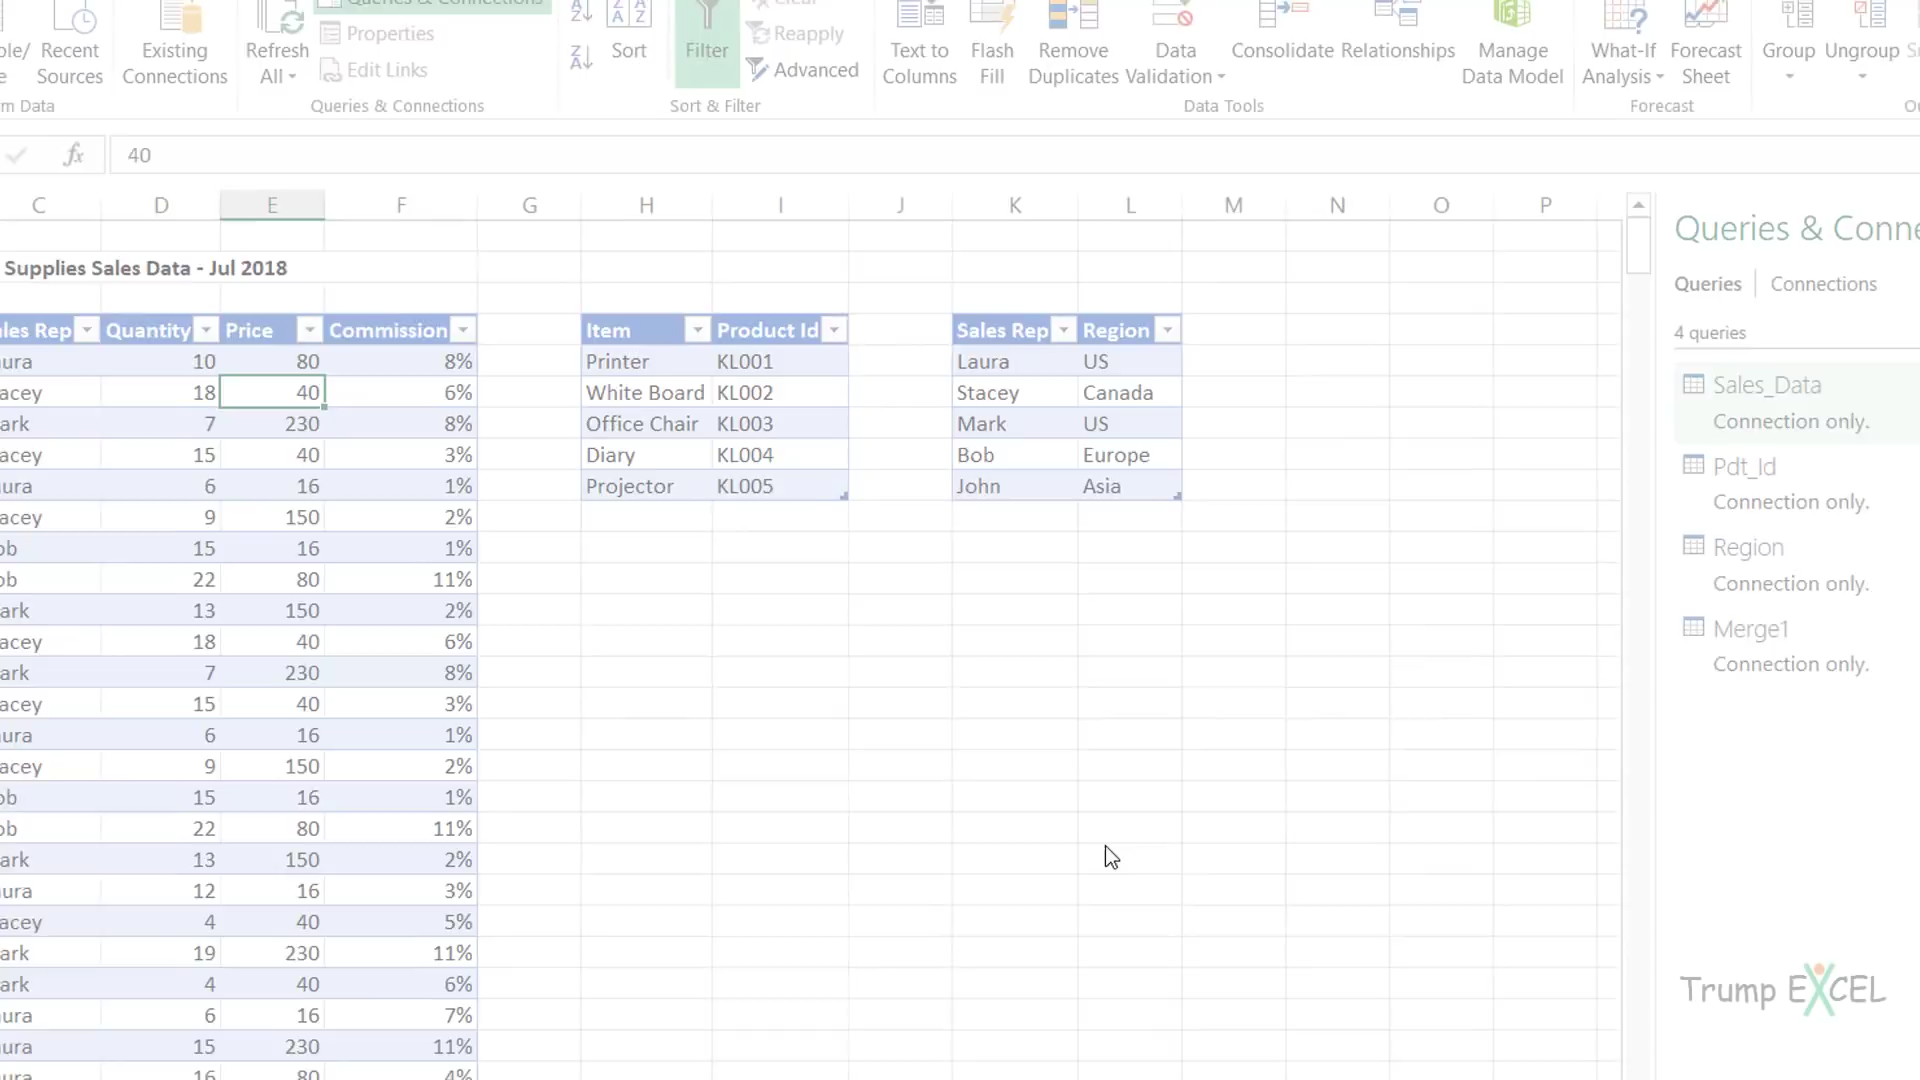 Queries & Connections
ole/ Recent Sources
Existing Connections
Refresh All
Properties
Edit Links
m Data
Queries & Connections
Sort
Filter
Clear
Reapply
Advanced
Sort & Filter
Text to Columns
Flash Fill
Remove Duplicates
Data Validation
Consolidate
Relationships
Manage Data Model
Data Tools
What-If Analysis
Forecast Sheet
Forecast
Group
Ungroup
fx 40
C D E F G H I J K L M N O P
Supplies Sales Data - Jul 2018
les Rep Quantity Price Commission
ura 10 80 8%
acey 18 40 6%
ark 7 230 8%
acey 15 40 3%
ura 6 16 1%
acey 9 150 2%
ob 15 16 1%
ob 22 80 11%
ark 13 150 2%
acey 18 40 6%
ark 7 230 8%
acey 15 40 3%
ura 6 16 1%
acey 9 150 2%
ob 15 16 1%
ob 22 80 11%
ark 13 150 2%
ura 12 16 3%
acey 4 40 5%
ark 19 230 11%
ark 4 40 6%
ura 6 16 7%
ura 15 230 11%
ura 16 80 4%
Item Product Id
Printer KL001
White Board KL002
Office Chair KL003
Diary KL004
Projector KL005
Sales Rep Region
Laura US
Stacey Canada
Mark US
Bob Europe
John Asia
Queries & Conne
Queries | Connections
4 queries
Sales_Data
Connection only.
Pdt_Id
Connection only.
Region
Connection only.
Merge1
Connection only.
Trump EXCEL